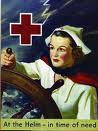 At the Helm - in time of need